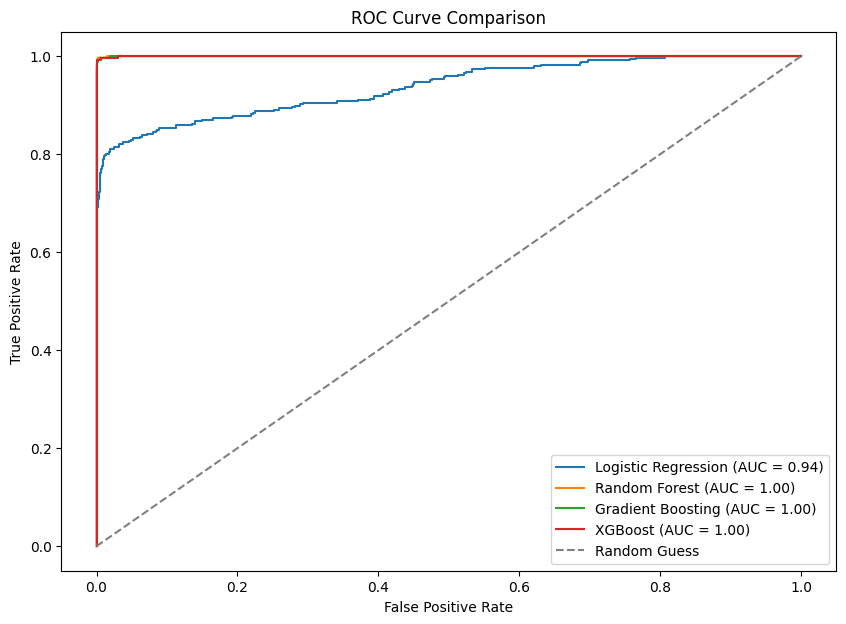 ROC Curve Comparison
1.0
0.8
0.6
0.4
0.2
0.0
True Positive Rate
0.0
0.2
0.4
0.6
0.8
1.0
False Positive Rate
Logistic Regression (AUC = 0.94)
Random Forest (AUC = 1.00)
Gradient Boosting (AUC = 1.00)
XGBoost (AUC = 1.00)
Random Guess